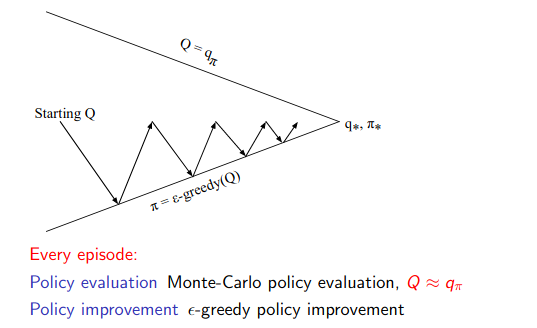 Q = qπ
Starting Q
q*, π*
π = ε-greedy(Q)
Every episode:
Policy evaluation Monte-Carlo policy evaluation, Q ≈ qπ
Policy improvement ϵ-greedy policy improvement